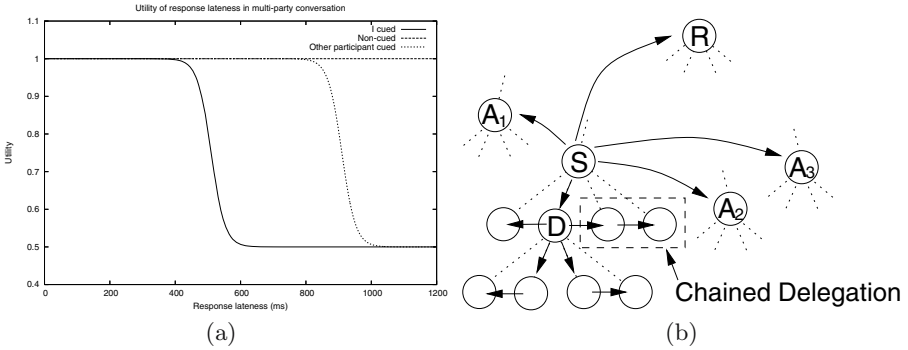 Utility of response lateness in multi-party conversation
1.1
1
0.9
0.8
0.7
0.6
0.5
0.4
Utility
I cued
Non-cued
Other participant cued
0
200
400
600
800
1000
1200
Response lateness (ms)
(a)
R
A1
S
A3
A2
D
Chained Delegation
(b)